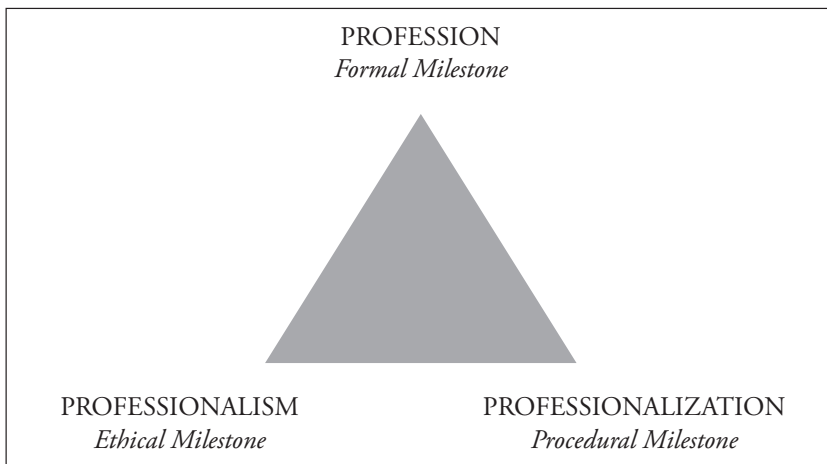 PROFESSION
Formal Milestone
PROFESSIONALISM
Ethical Milestone
PROFESSIONALIZATION
Procedural Milestone